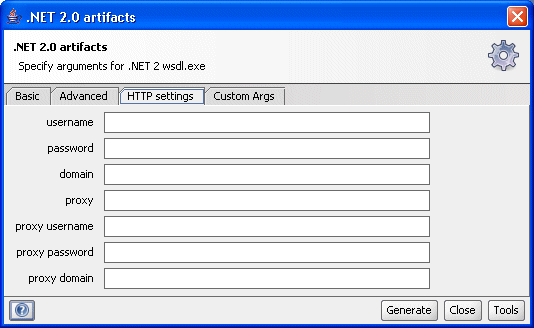 .NET 2.0 artifacts
.NET 2.0 artifacts
Specify arguments for .NET 2 wsdl.exe
Basic Advanced HTTP settings Custom Args
username
password
domain
proxy
proxy username
proxy password
proxy domain
? Generate Close Tools